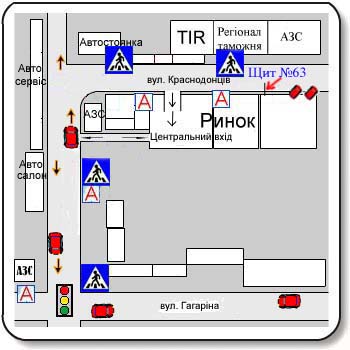 Автостоянка
TIR
Регіонал
таможня
АЗС
Авто
сервіс
вул. Краснодонців
Щит №63
А
А
АЗС
Ринок
Центральний вхід
Авто
салон
А
АЗС
А
вул. Гагаріна